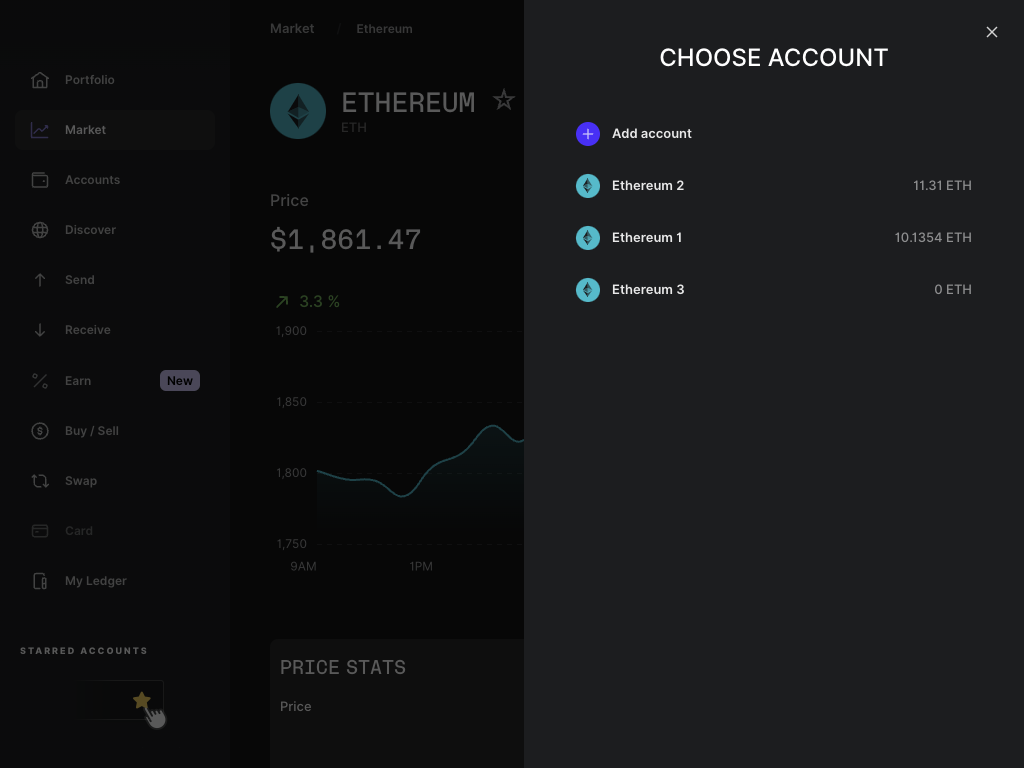 Portfolio
Market
Accounts
Discover
Send
Receive
Earn New
Buy / Sell
Swap
Card
My Ledger
STARRED ACCOUNTS
Market / Ethereum
ETHEREUM
ETH
Price
$1,861.47
3.3 %
1,900
1,850
1,800
1,750
9AM 1PM
PRICE STATS
Price
CHOOSE ACCOUNT
Add account
Ethereum 2 11.31 ETH
Ethereum 1 10.1354 ETH
Ethereum 3 0 ETH